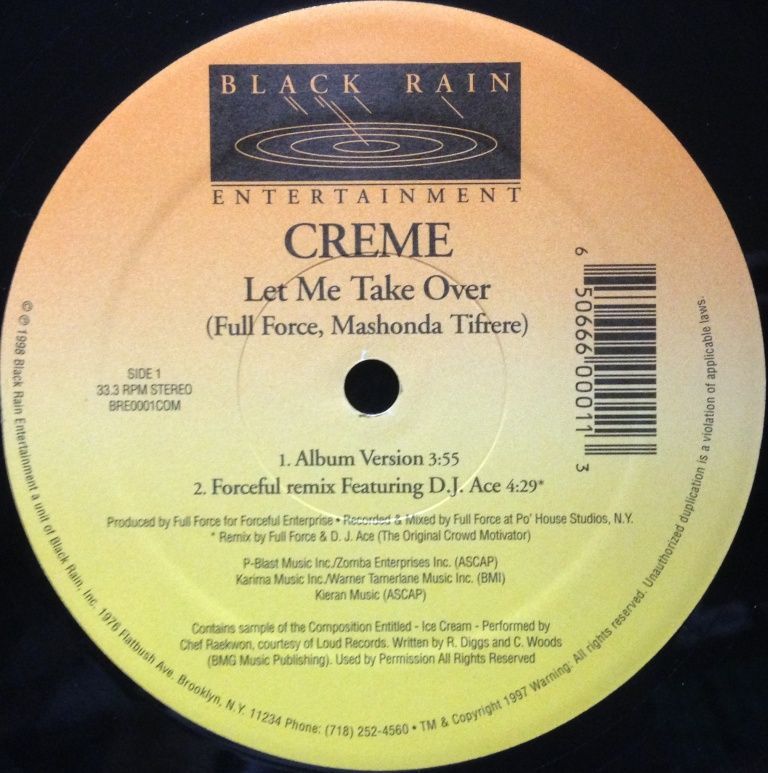 BLACK RAIN
ENTERTAINMENT
CREME
Let Me Take Over
(Full Force, Mashonda Tifrere)
SIDE 1
33.3 RPM STEREO
BRE0001COM
6 50666 00011 3
1. Album Version 3:55
2. Forceful remix Featuring D.J. Ace 4:29*
Produced by Full Force for Forceful Enterprise • Recorded & Mixed by Full Force at Po' House Studios, N.Y.
* Remix by Full Force & D. J. Ace (The Original Crowd Motivator)
P-Blast Music Inc./Zomba Enterprises Inc. (ASCAP)
Karima Music Inc./Warner Tamerlane Music Inc. (BMI)
Kieran Music (ASCAP)
Contains sample of the Composition Entitled - Ice Cream - Performed by
Chef Raekwon, courtesy of Loud Records. Written by R. Diggs and C. Woods
(BMG Music Publishing). Used by Permission All Rights Reserved
© ℗ 1998 Black Rain Entertainment a unit of Black Rain, Inc. 1976 Flatbush Ave. Brooklyn, N.Y. 11234 Phone: (718) 252-4560 • TM & Copyright 1997 Warning: All rights reserved. Unauthorized duplication is a violation of applicable laws.